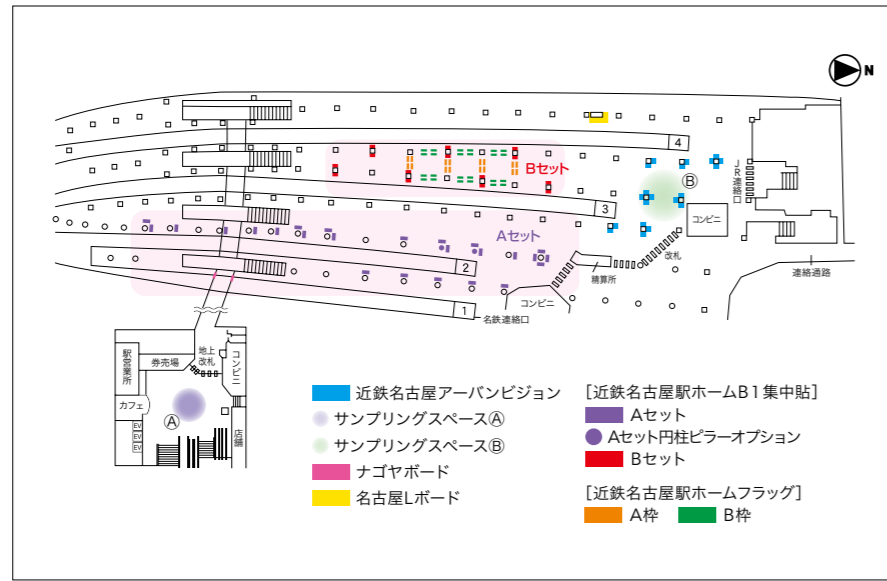 N
4
Bセット
Ⓑ
JR連絡口
3
コンビニ
Aセット
改札
2
精算所
連絡通路
コンビニ
1
名鉄連絡口
駅営業所
券売場
地上
改札
コンビニ
カフェ
Ⓐ
EV
EV
EV
店舗
近鉄名古屋アーバンビジョン
サンプリングスペースⒶ
サンプリングスペースⒷ
ナゴヤボード
名古屋Lボード
[近鉄名古屋駅ホームB1集中貼]
Aセット
Aセット円柱ピラーオプション
Bセット
[近鉄名古屋駅ホームフラッグ]
A枠 B枠